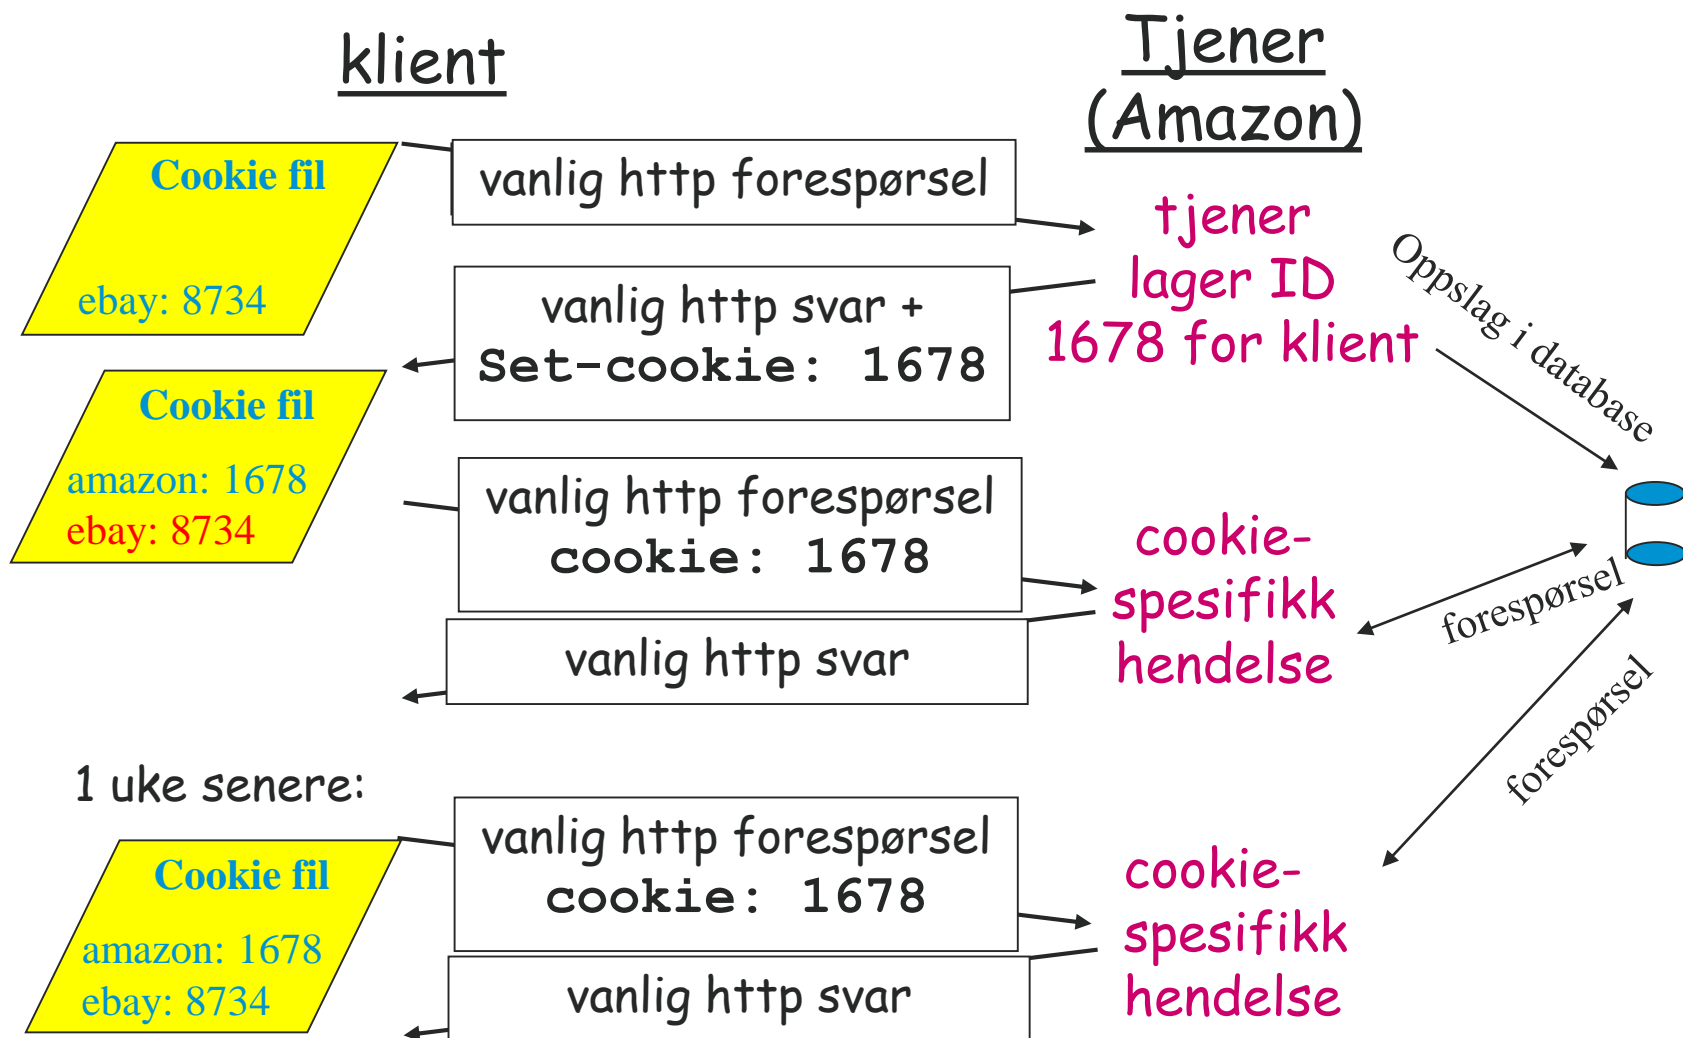 klient
Tjener
(Amazon)
Cookie fil
ebay: 8734
vanlig http forespørsel
tjener
lager ID
1678 for klient
Oppslag i database
vanlig http svar +
Set-cookie: 1678
Cookie fil
amazon: 1678
ebay: 8734
vanlig http forespørsel
cookie: 1678
cookie-
spesifikk
hendelse
forespørsel
vanlig http svar
forespørsel
1 uke senere:
Cookie fil
amazon: 1678
ebay: 8734
vanlig http forespørsel
cookie: 1678
cookie-
spesifikk
hendelse
vanlig http svar